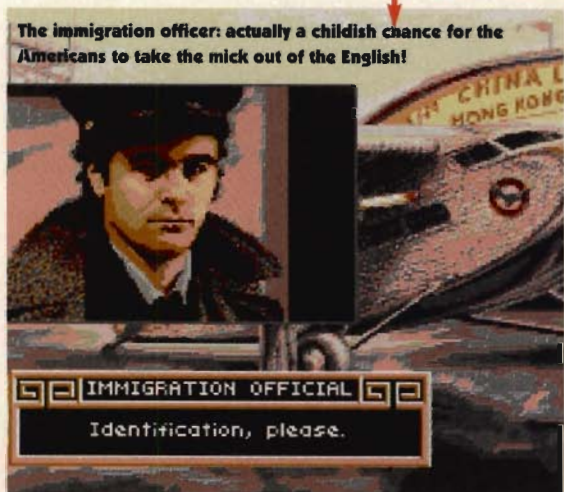 The immigration officer: actually a childish chance for the
Americans to take the mick out of the English!
CHINA L
HONG KONG
IMMIGRATION OFFICIAL
Identification, please.